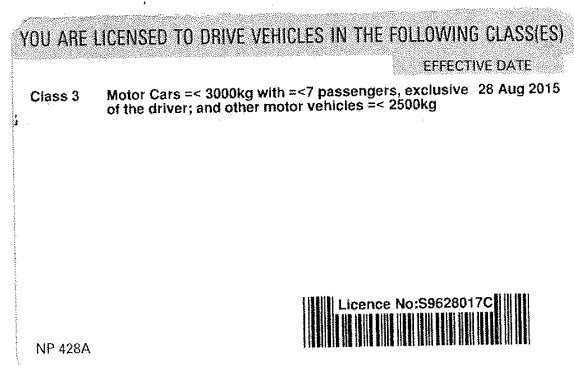 YOU ARE LICENSED TO DRIVE VEHICLES IN THE FOLLOWING CLASS(ES)
EFFECTIVE DATE
Class 3 Motor Cars =< 3000kg with =<7 passengers, exclusive 28 Aug 2015
of the driver; and other motor vehicles =< 2500kg
Licence No:S9628017C
NP 428A